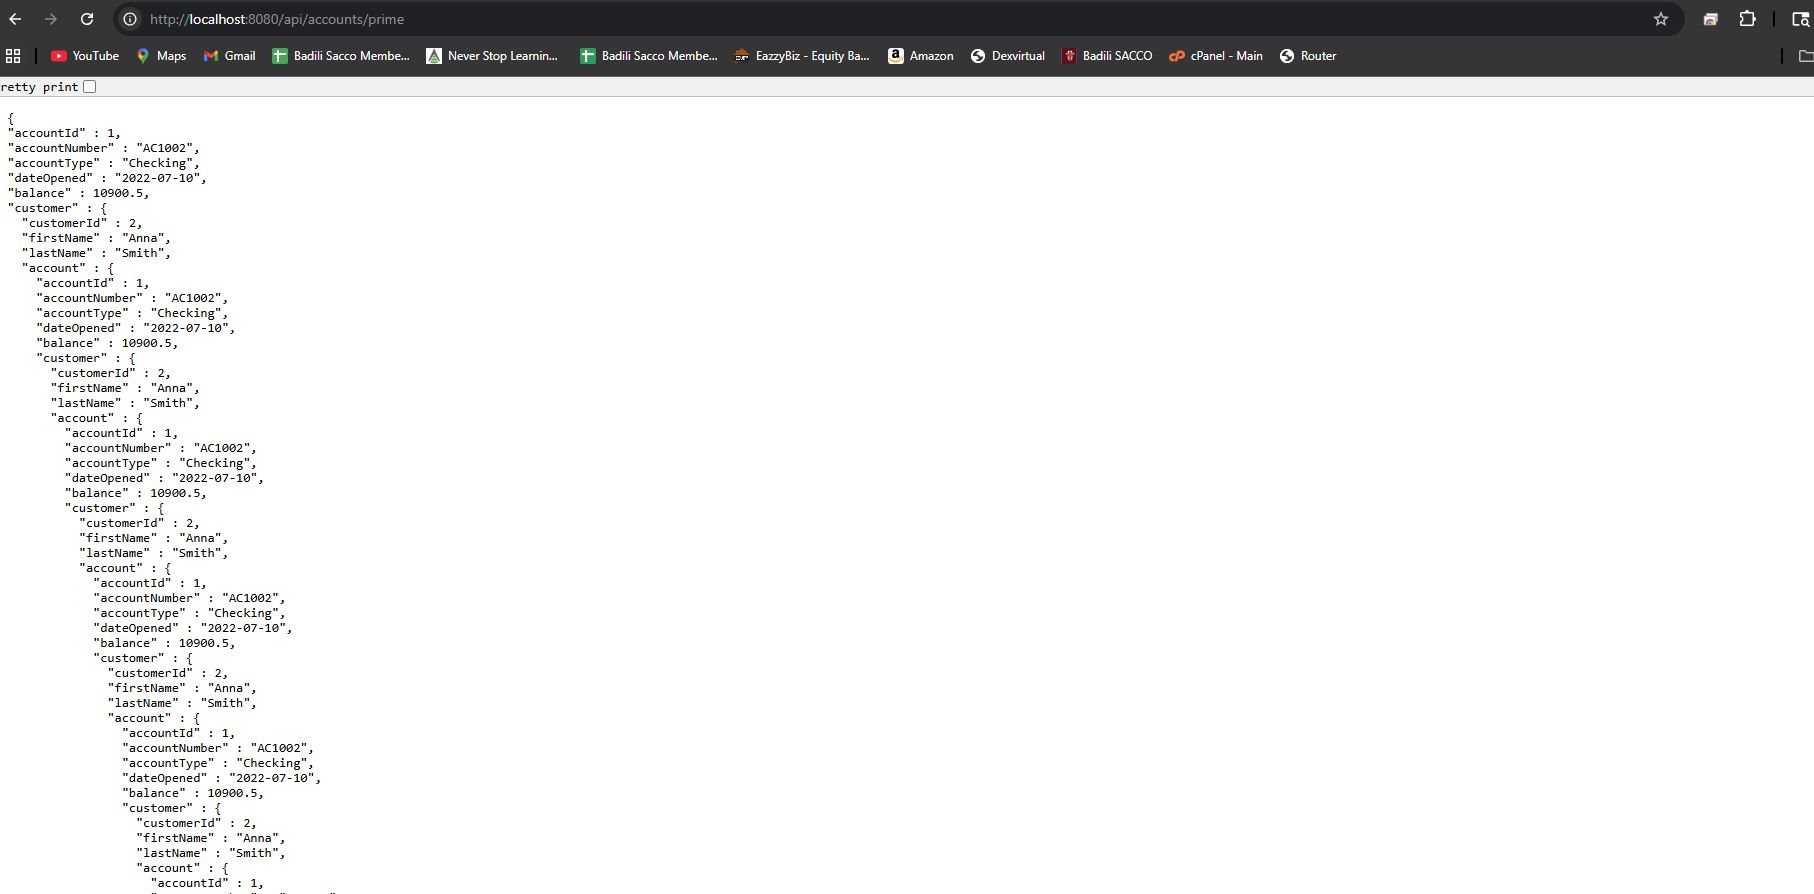 http://localhost:8080/api/accounts/prime
YouTube Maps Gmail Badili Sacco Membe... Never Stop Learnin... Badili Sacco Membe... EazzyBiz - Equity Ba... Amazon Dexvirtual Badili SACCO cPanel - Main Router
retty print
{
"accountId" : 1,
"accountNumber" : "AC1002",
"accountType" : "Checking",
"dateOpened" : "2022-07-10",
"balance" : 10900.5,
"customer" : {
"customerId" : 2,
"firstName" : "Anna",
"lastName" : "Smith",
"account" : {
"accountId" : 1,
"accountNumber" : "AC1002",
"accountType" : "Checking",
"dateOpened" : "2022-07-10",
"balance" : 10900.5,
"customer" : {
"customerId" : 2,
"firstName" : "Anna",
"lastName" : "Smith",
"account" : {
"accountId" : 1,
"accountNumber" : "AC1002",
"accountType" : "Checking",
"dateOpened" : "2022-07-10",
"balance" : 10900.5,
"customer" : {
"customerId" : 2,
"firstName" : "Anna",
"lastName" : "Smith",
"account" : {
"accountId" : 1,
"accountNumber" : "AC1002",
"accountType" : "Checking",
"dateOpened" : "2022-07-10",
"balance" : 10900.5,
"customer" : {
"customerId" : 2,
"firstName" : "Anna",
"lastName" : "Smith",
"account" : {
"accountId" : 1,
"accountNumber" : "AC1002",
"accountType" : "Checking",
"dateOpened" : "2022-07-10",
"balance" : 10900.5,
"customer" : {
"customerId" : 2,
"firstName" : "Anna",
"lastName" : "Smith",
"account" : {
"accountId" : 1,